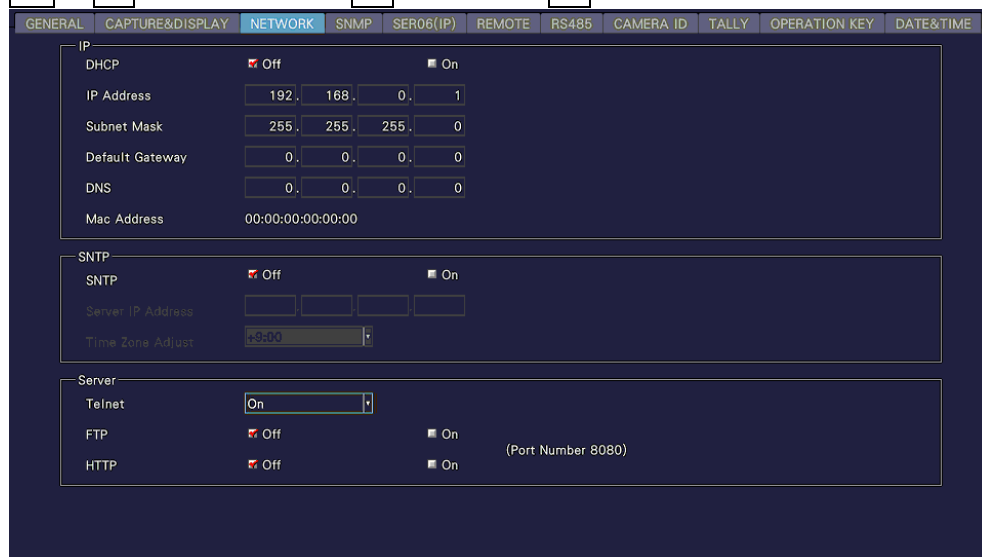 GENERAL CAPTURE&DISPLAY NETWORK SNMP SER06(IP) REMOTE RS485 CAMERA ID TALLY OPERATION KEY DATE&TIME
IP
DHCP Off On
IP Address 192. 168. 0. 1
Subnet Mask 255. 255. 255. 0
Default Gateway 0. 0. 0. 0
DNS 0. 0. 0. 0
Mac Address 00:00:00:00:00:00
SNTP
SNTP Off On
Server IP Address . . .
Time Zone Adjust +9:00
Server
Telnet On
FTP Off On
(Port Number 8080)
HTTP Off On